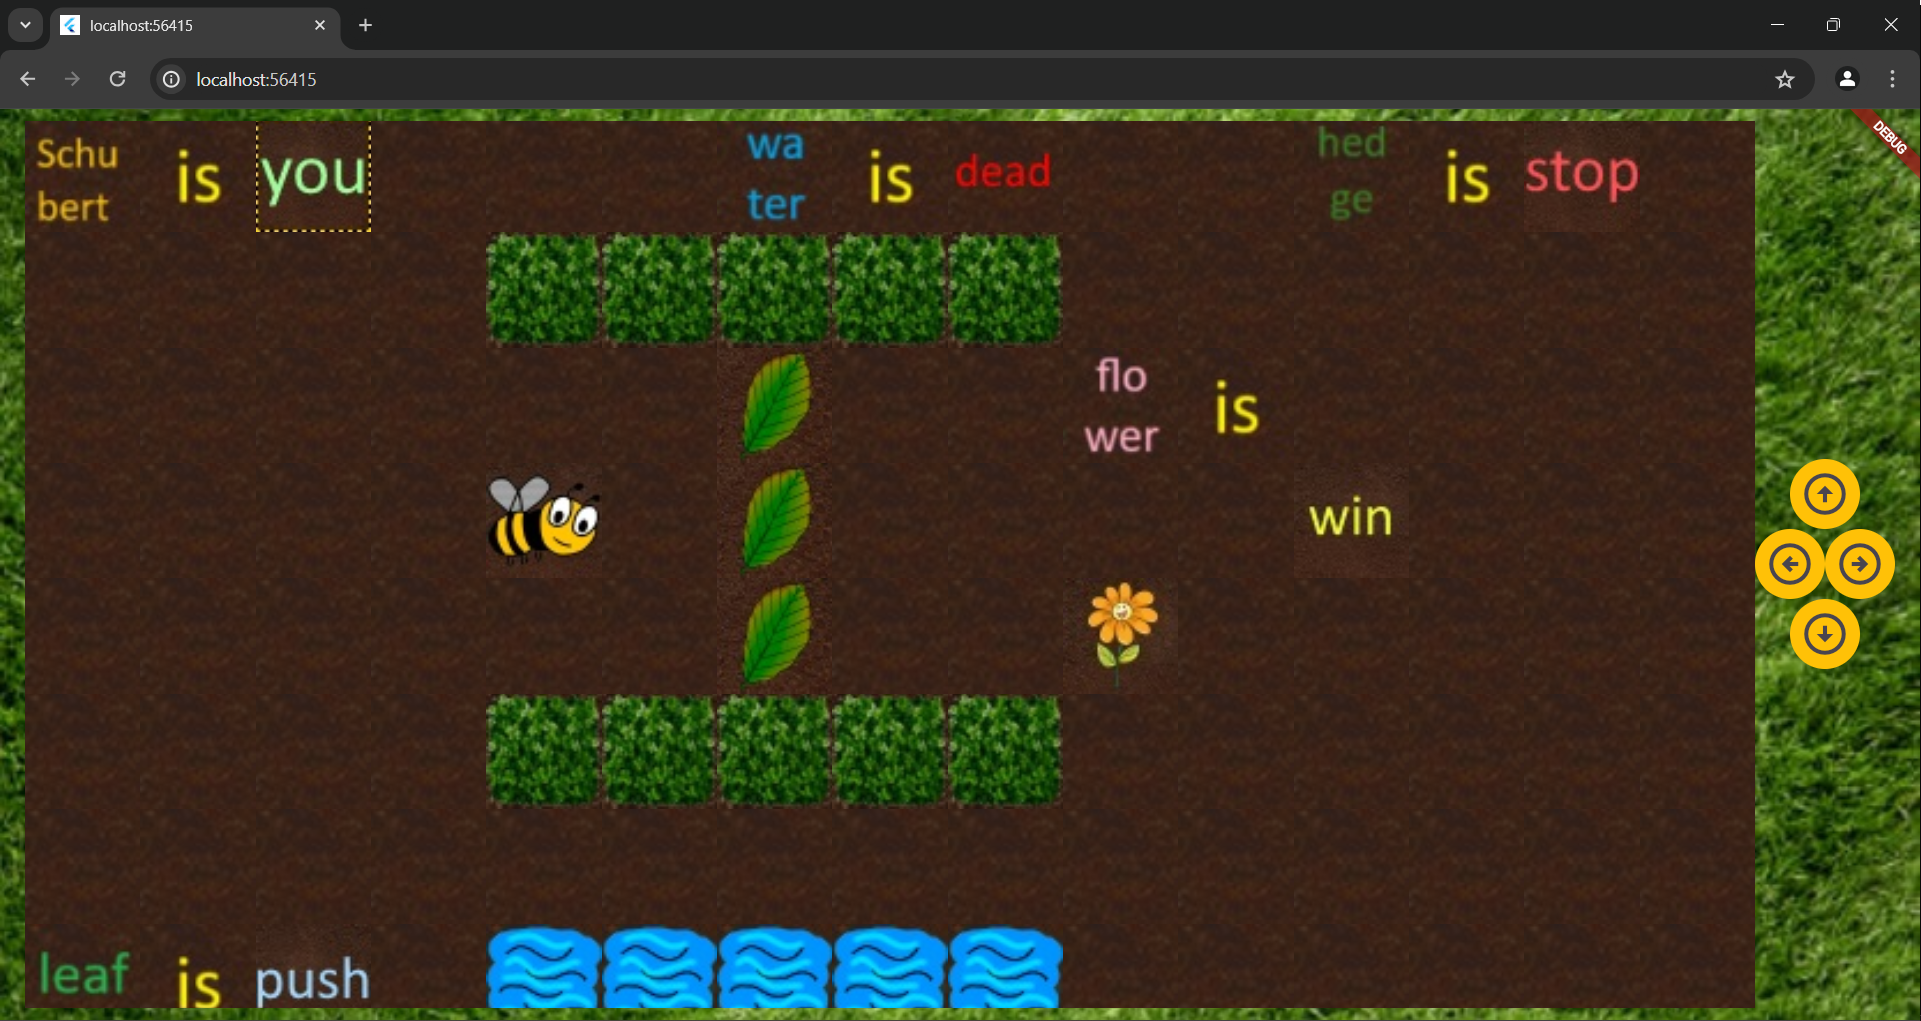 localhost:56415
localhost:56415
DEBUG
Schu
bert
is
you
wa
ter
is
dead
hed
ge
is
stop
flo
wer
is
win
leaf
is
push